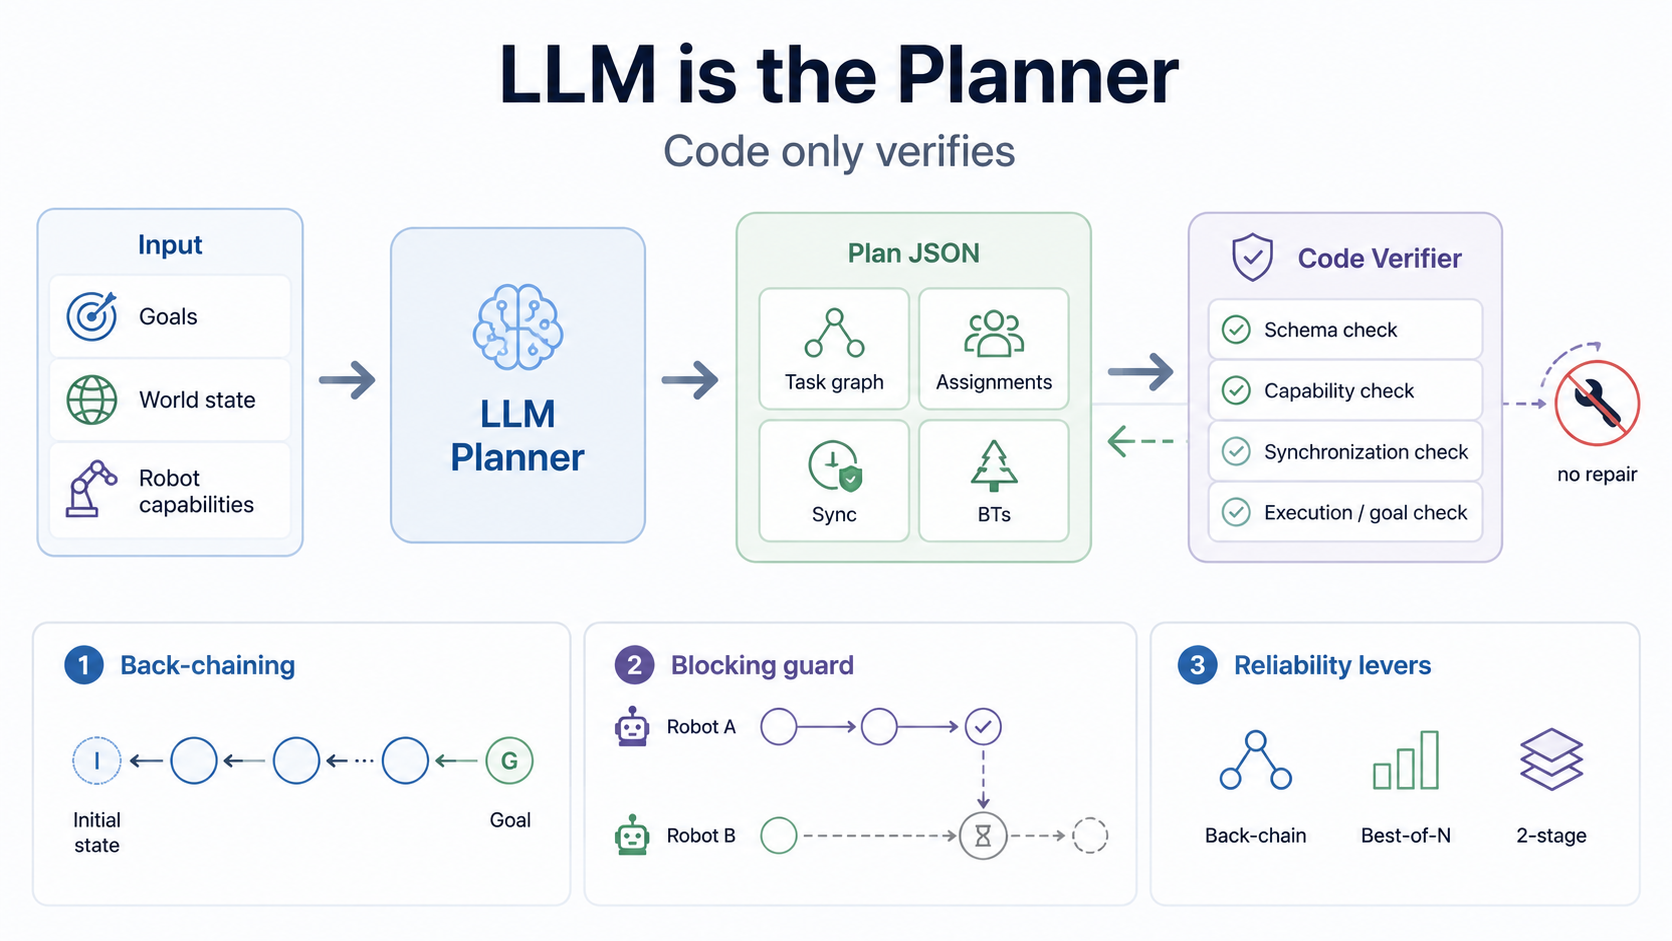 LLM is the Planner
Code only verifies
Input
Goals
World state
Robot
capabilities
LLM
Planner
Plan JSON
Task graph
Assignments
Sync
BTs
Code Verifier
Schema check
Capability check
Synchronization check
Execution / goal check
no repair
1 Back-chaining
I
G
Initial
state
Goal
2 Blocking guard
Robot A
Robot B
3 Reliability levers
Back-chain
Best-of-N
2-stage